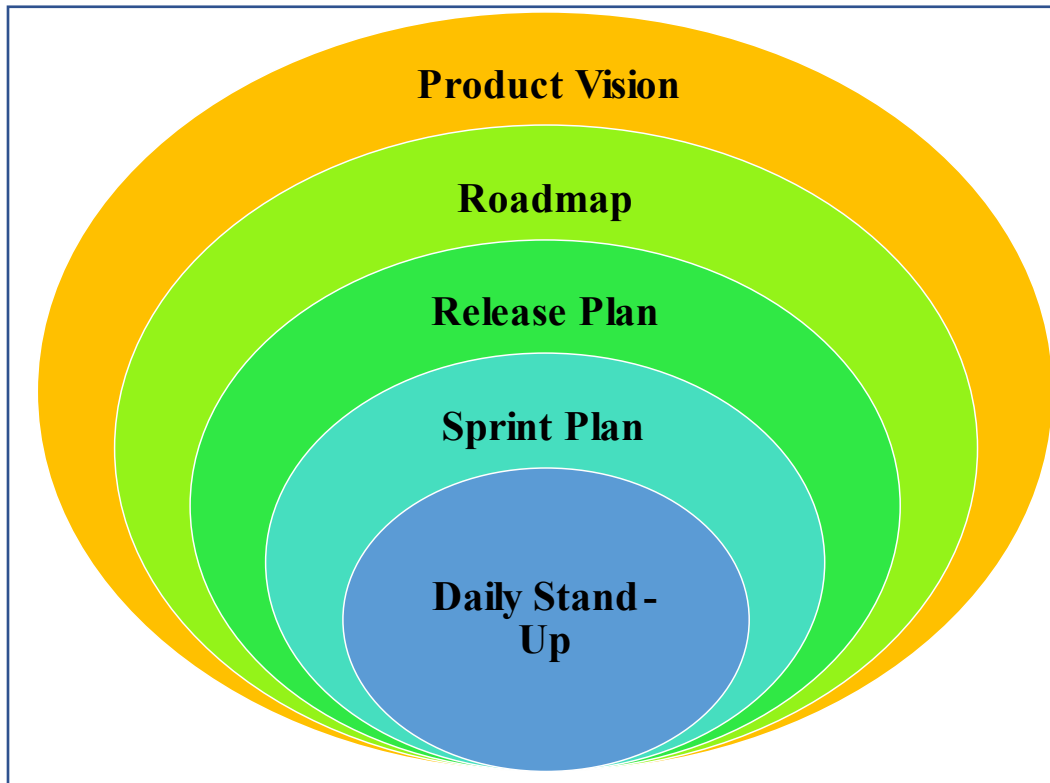 Product Vision
Roadmap
Release Plan
Sprint Plan
Daily Stand-
Up